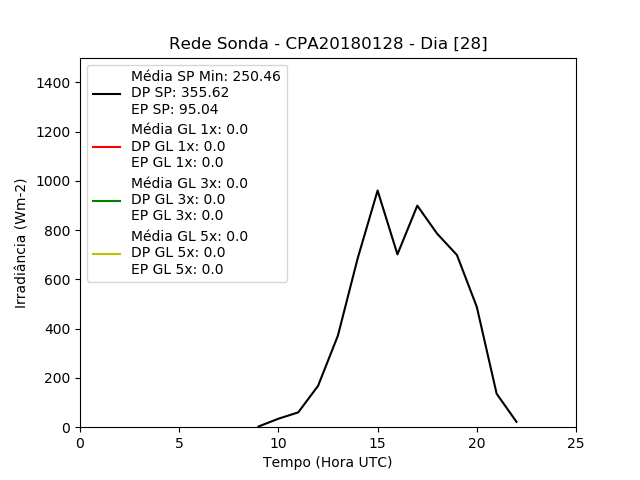 Rede Sonda - CPA20180128 - Dia [28]
Média SP Min: 250.46
DP SP: 355.62
EP SP: 95.04
Média GL 1x: 0.0
DP GL 1x: 0.0
EP GL 1x: 0.0
Média GL 3x: 0.0
DP GL 3x: 0.0
EP GL 3x: 0.0
Média GL 5x: 0.0
DP GL 5x: 0.0
EP GL 5x: 0.0
Irradiância (Wm-2)
1400
1200
1000
800
600
400
200
0
0 5 10 15 20 25
Tempo (Hora UTC)